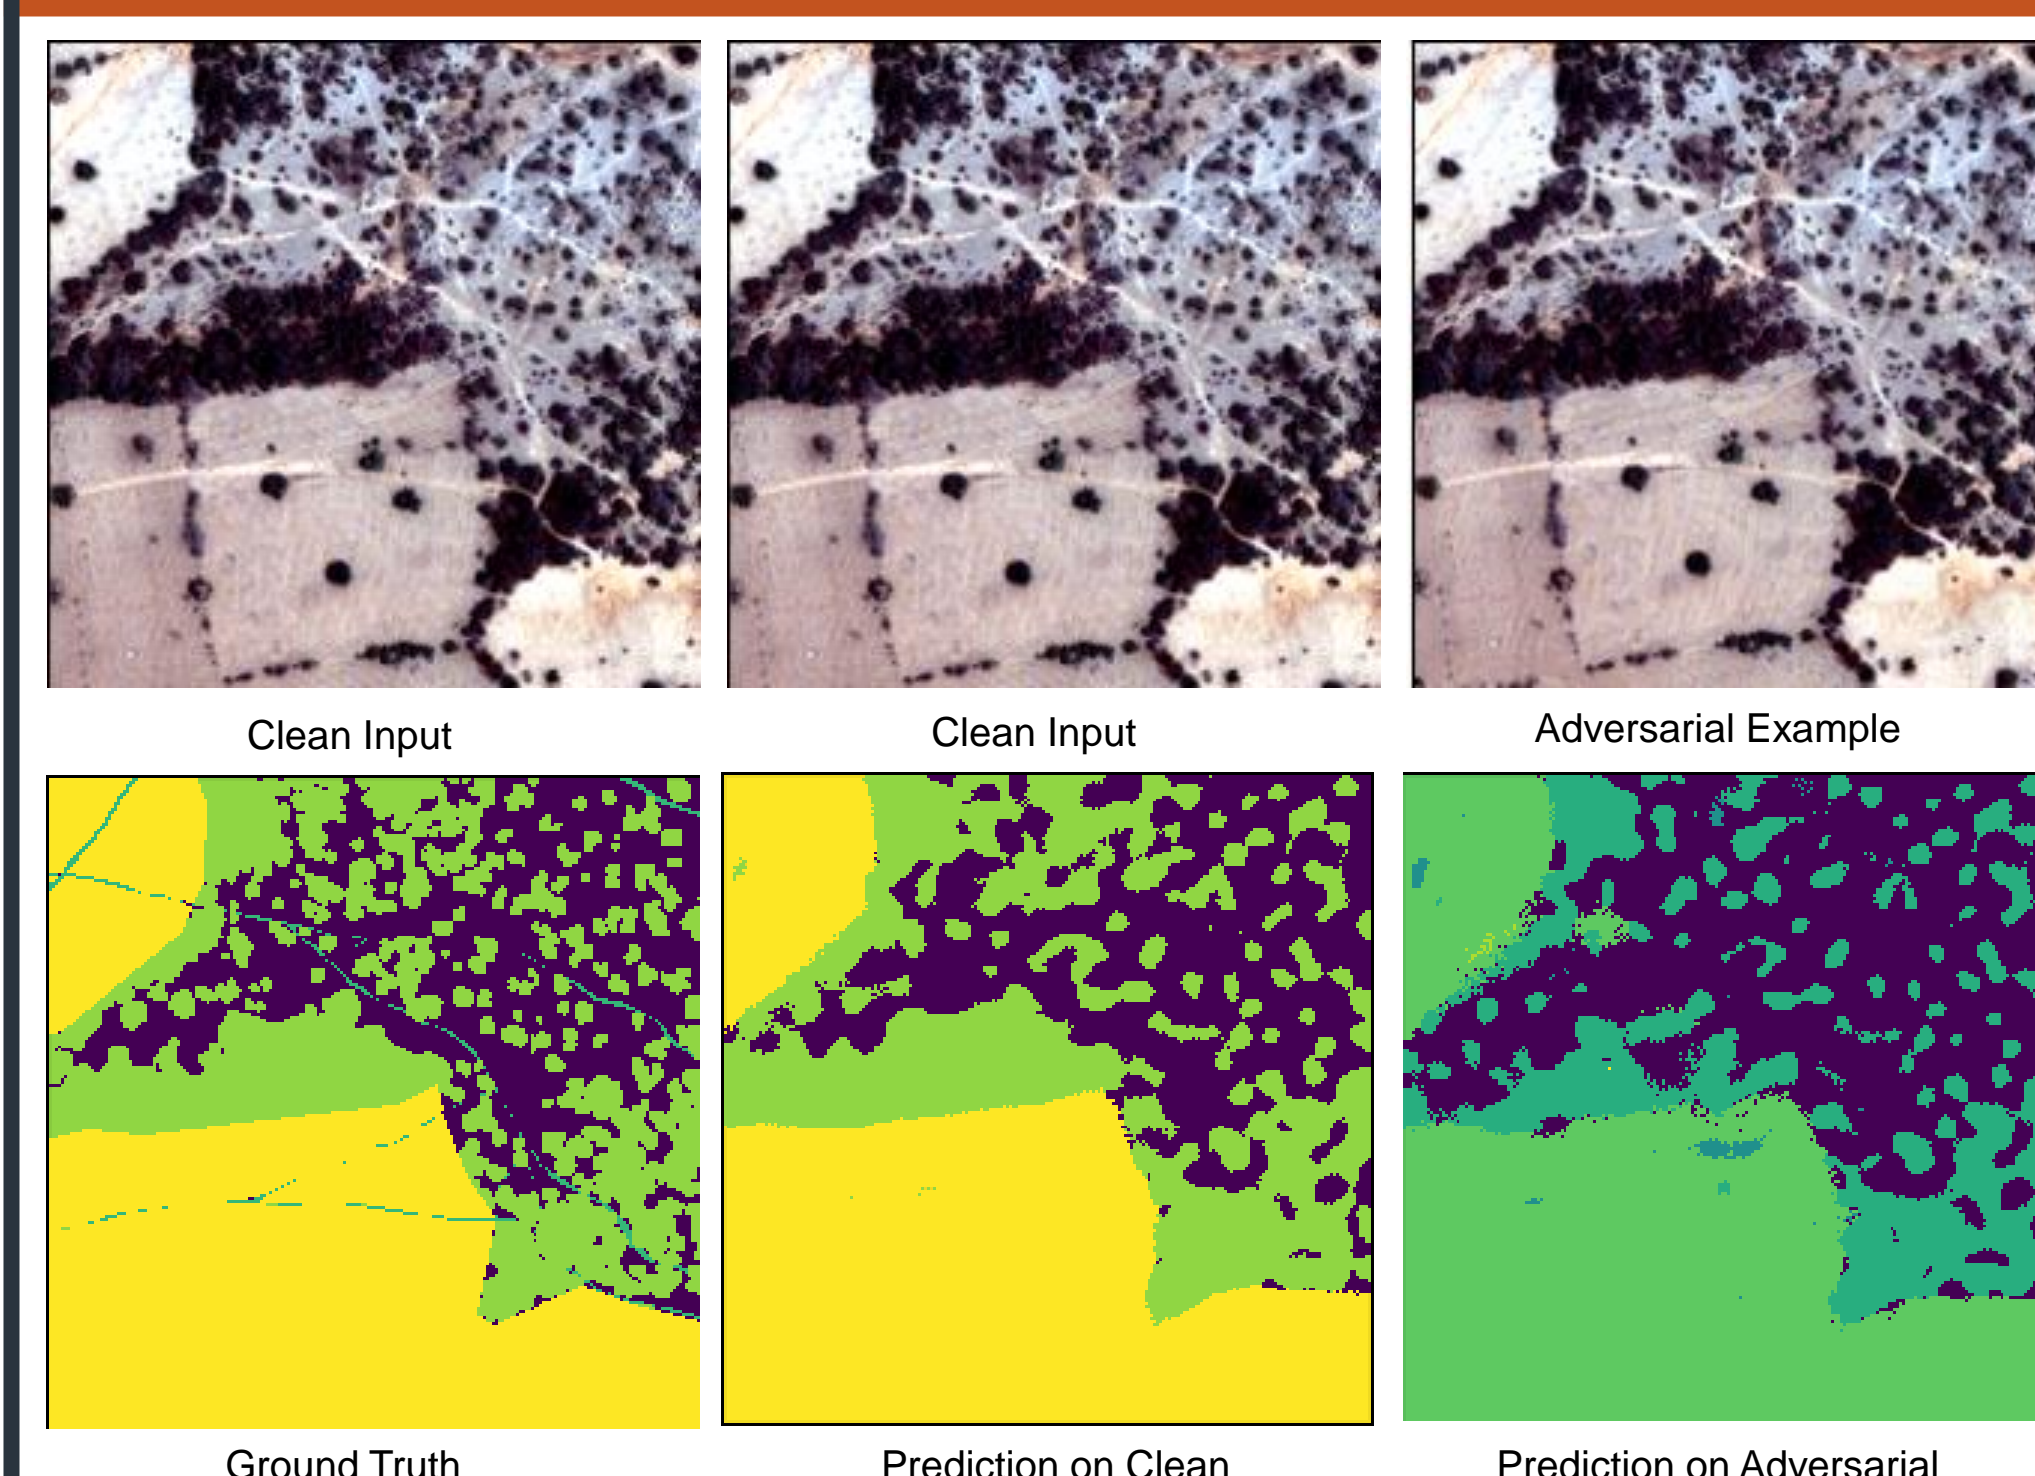 Clean Input
Clean Input
Adversarial Example
Ground Truth
Prediction on Clean
Prediction on Adversarial